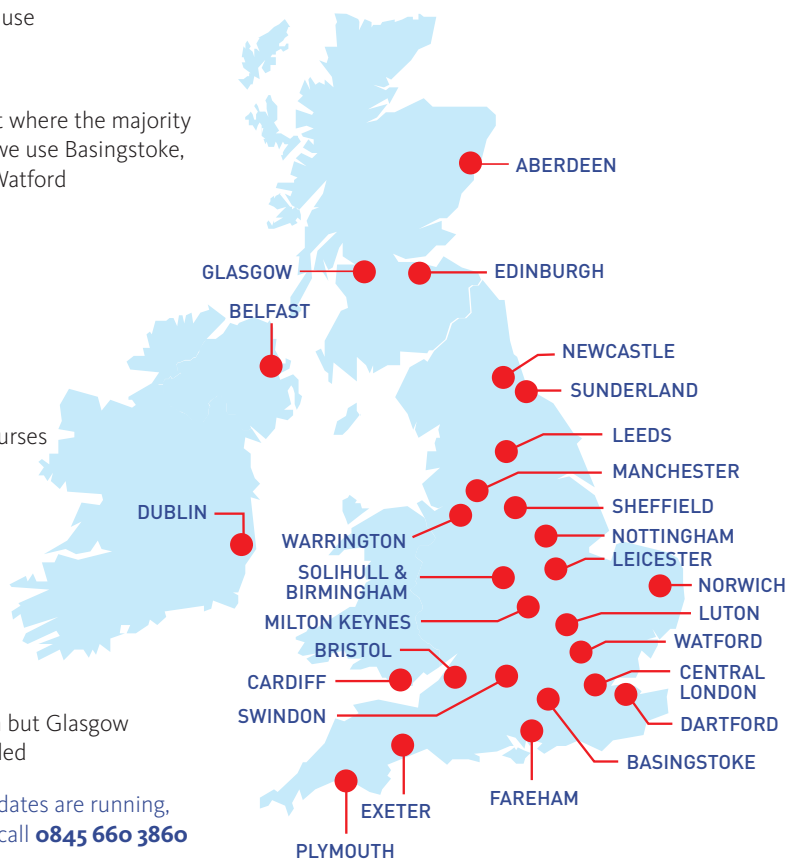 use
t where the majority
we use Basingstoke,
Watford
urses
but Glasgow
led
dates are running,
call 0845 660 3860
ABERDEEN
GLASGOW
EDINBURGH
BELFAST
NEWCASTLE
SUNDERLAND
LEEDS
MANCHESTER
SHEFFIELD
DUBLIN
WARRINGTON
NOTTINGHAM
LEICESTER
SOLIHULL &
BIRMINGHAM
NORWICH
MILTON KEYNES
LUTON
BRISTOL
WATFORD
CARDIFF
CENTRAL
LONDON
SWINDON
DARTFORD
BASINGSTOKE
FAREHAM
EXETER
PLYMOUTH